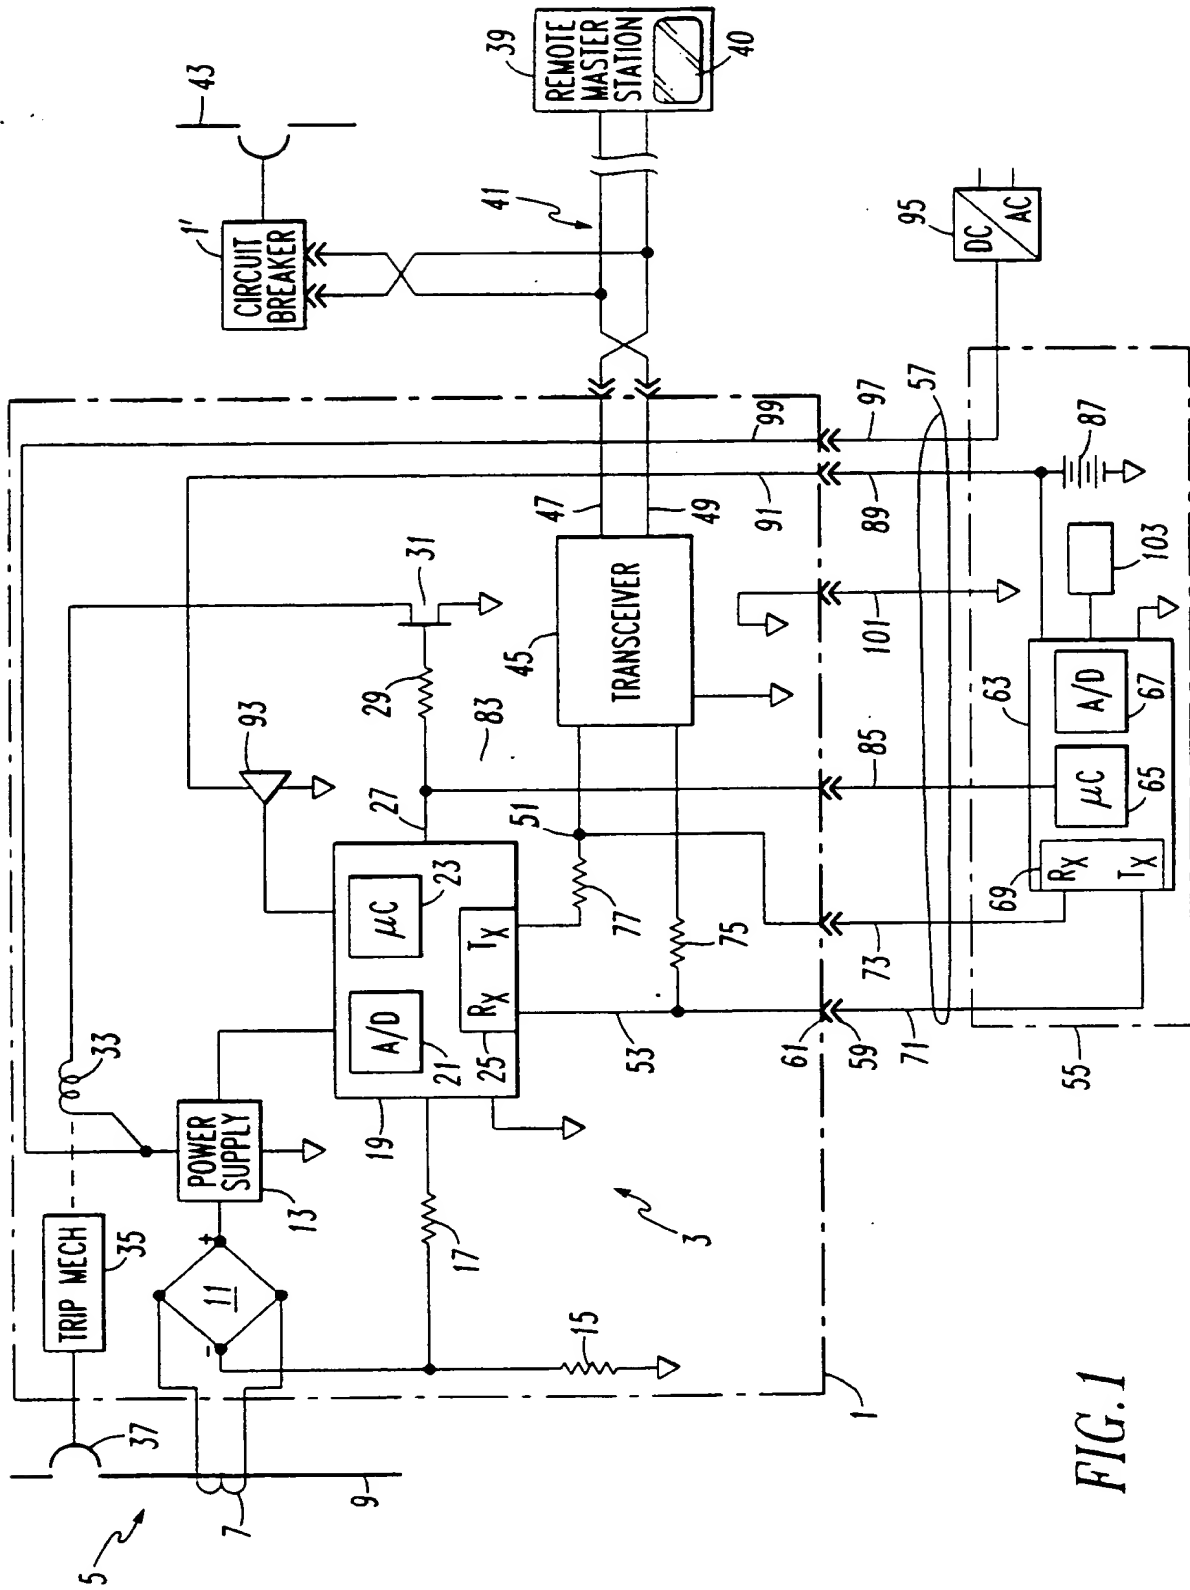 43
39
REMOTE
MASTER
STATION
40
1'
CIRCUIT
BREAKER
41
95
DC
AC
99
97
57
47
49
91
89
87
31
93
29
83
45
TRANSCEIVER
101
103
63
A/D
67
85
27
51
µC
65
23
µC
77
75
73
69
RX
TX
TX
RX
25
A/D
21
53
61
59
71
55
33
POWER
SUPPLY
13
19
TRIP MECH
35
+
11
-
17
15
3
1
37
7
9
5
FIG.1